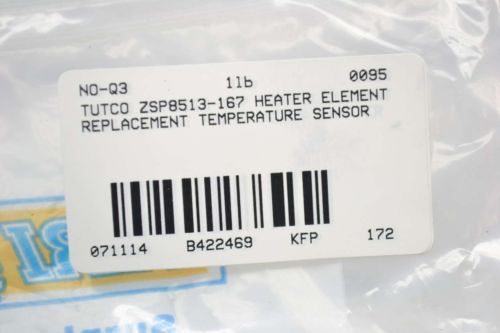 NO-Q3 1lb 0095
TUTCO ZSP8513-167 HEATER ELEMENT
REPLACEMENT TEMPERATURE SENSOR
071114 B422469 KFP 172